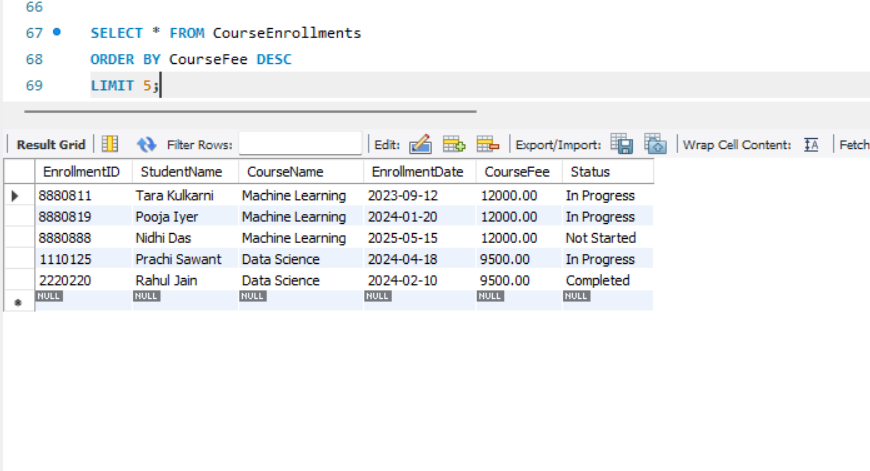 66
67 SELECT * FROM CourseEnrollments
68 ORDER BY CourseFee DESC
69 LIMIT 5;
Result Grid Filter Rows: Edit: Export/Import: Wrap Cell Content: IA Fetch
EnrollmentID StudentName CourseName EnrollmentDate CourseFee Status
8880811 Tara Kulkarni Machine Learning 2023-09-12 12000.00 In Progress
8880819 Pooja Iyer Machine Learning 2024-01-20 12000.00 In Progress
8880888 Nidhi Das Machine Learning 2025-05-15 12000.00 Not Started
1110125 Prachi Sawant Data Science 2024-04-18 9500.00 In Progress
2220220 Rahul Jain Data Science 2024-02-10 9500.00 Completed
NULL NULL NULL NULL NULL NULL